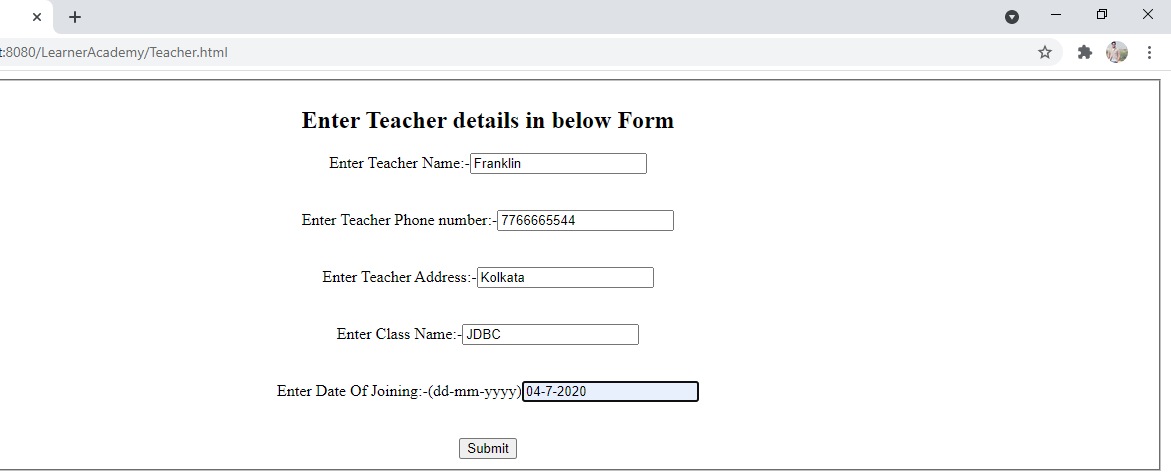 t:8080/LearnerAcademy/Teacher.html
Enter Teacher details in below Form
Enter Teacher Name:-Franklin
Enter Teacher Phone number:-7766665544
Enter Teacher Address:-Kolkata
Enter Class Name:-JDBC
Enter Date Of Joining:-(dd-mm-yyyy)04-7-2020
Submit